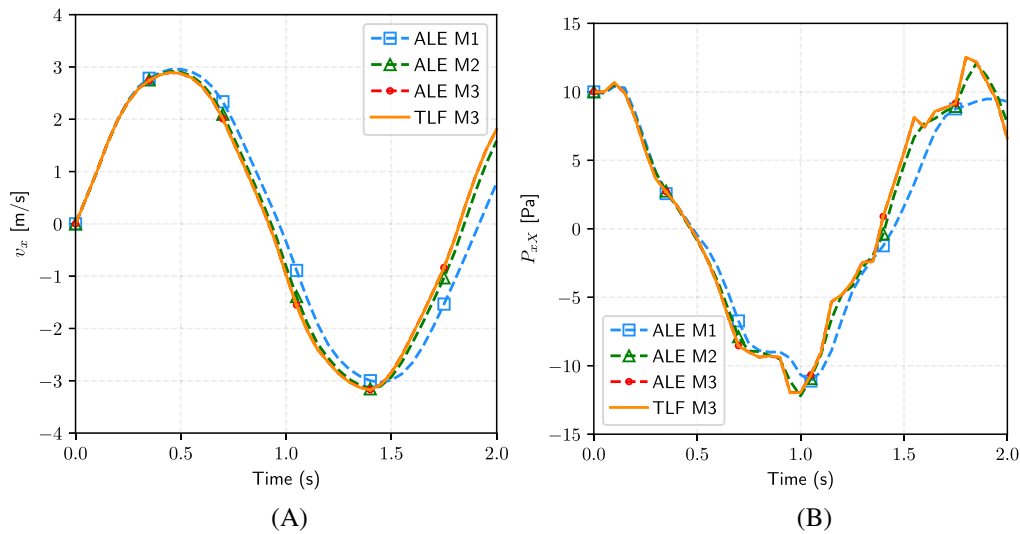 4
3
2
1
0
−1
−2
−3
−4
v_x [m/s]
0.0 0.5 1.0 1.5 2.0
Time (s)
ALE M1
ALE M2
ALE M3
TLF M3
(A)
15
10
5
0
−5
−10
−15
P_{xX} [Pa]
0.0 0.5 1.0 1.5 2.0
Time (s)
ALE M1
ALE M2
ALE M3
TLF M3
(B)